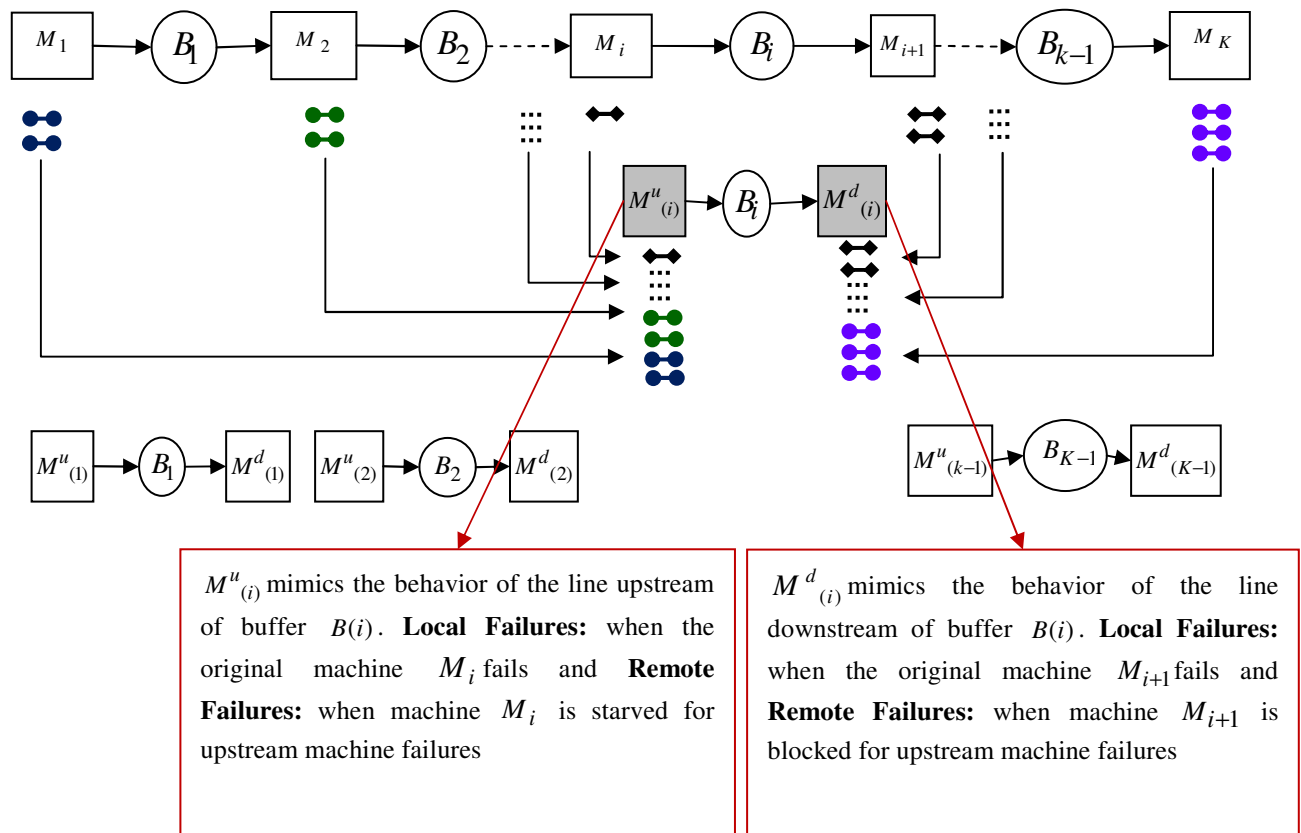 M1 B1 M2 B2 Mi Bi Mi+1 Bk−1 MK
Mu(i) Bi Md(i)
Mu(1) B1 Md(1) Mu(2) B2 Md(2) Mu(k−1) BK−1 Md(K−1)
Mu(i) mimics the behavior of the line upstream
of buffer B(i). Local Failures: when the
original machine Mi fails and Remote
Failures: when machine Mi is starved for
upstream machine failures
Md(i) mimics the behavior of the line
downstream of buffer B(i). Local Failures:
when the original machine Mi+1 fails and
Remote Failures: when machine Mi+1 is
blocked for upstream machine failures